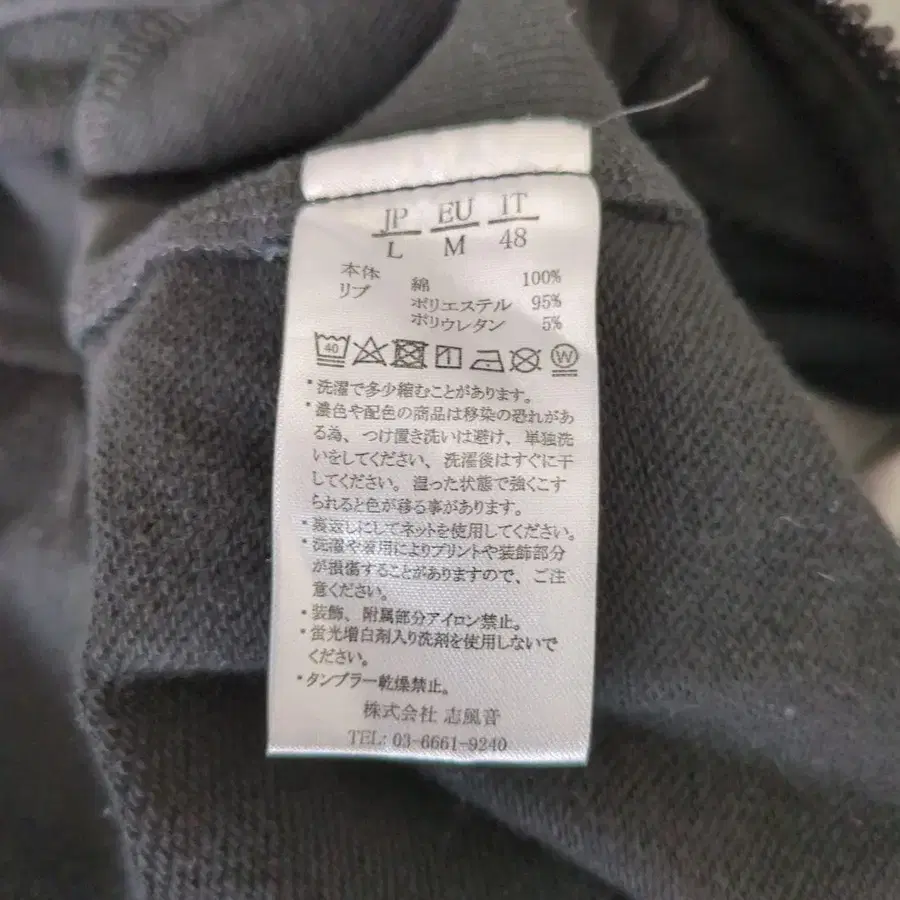 JP EU IT
L M 48
本体 綿 100%
リブ ポリエステル 95%
ポリウレタン 5%
40 W
・洗濯で多少縮むことがあります。
・濃色や配色の商品は移染の恐れがあ
る為、つけ置き洗いは避け、単独洗
いをしてください、洗濯後はすぐに干
してください。湿った状態で強くこす
られると色が移る事があります。
・裏返しにしてネットを使用してください。
・洗濯や着用によりプリントや装飾部分
が損傷することがありますので、ご注
意ください。
・装飾、附属部分アイロン禁止。
・蛍光増白剤入り洗剤を使用しないで
ください。
・タンブラー乾燥禁止。
株式会社 志風音
TEL: 03-6661-9240